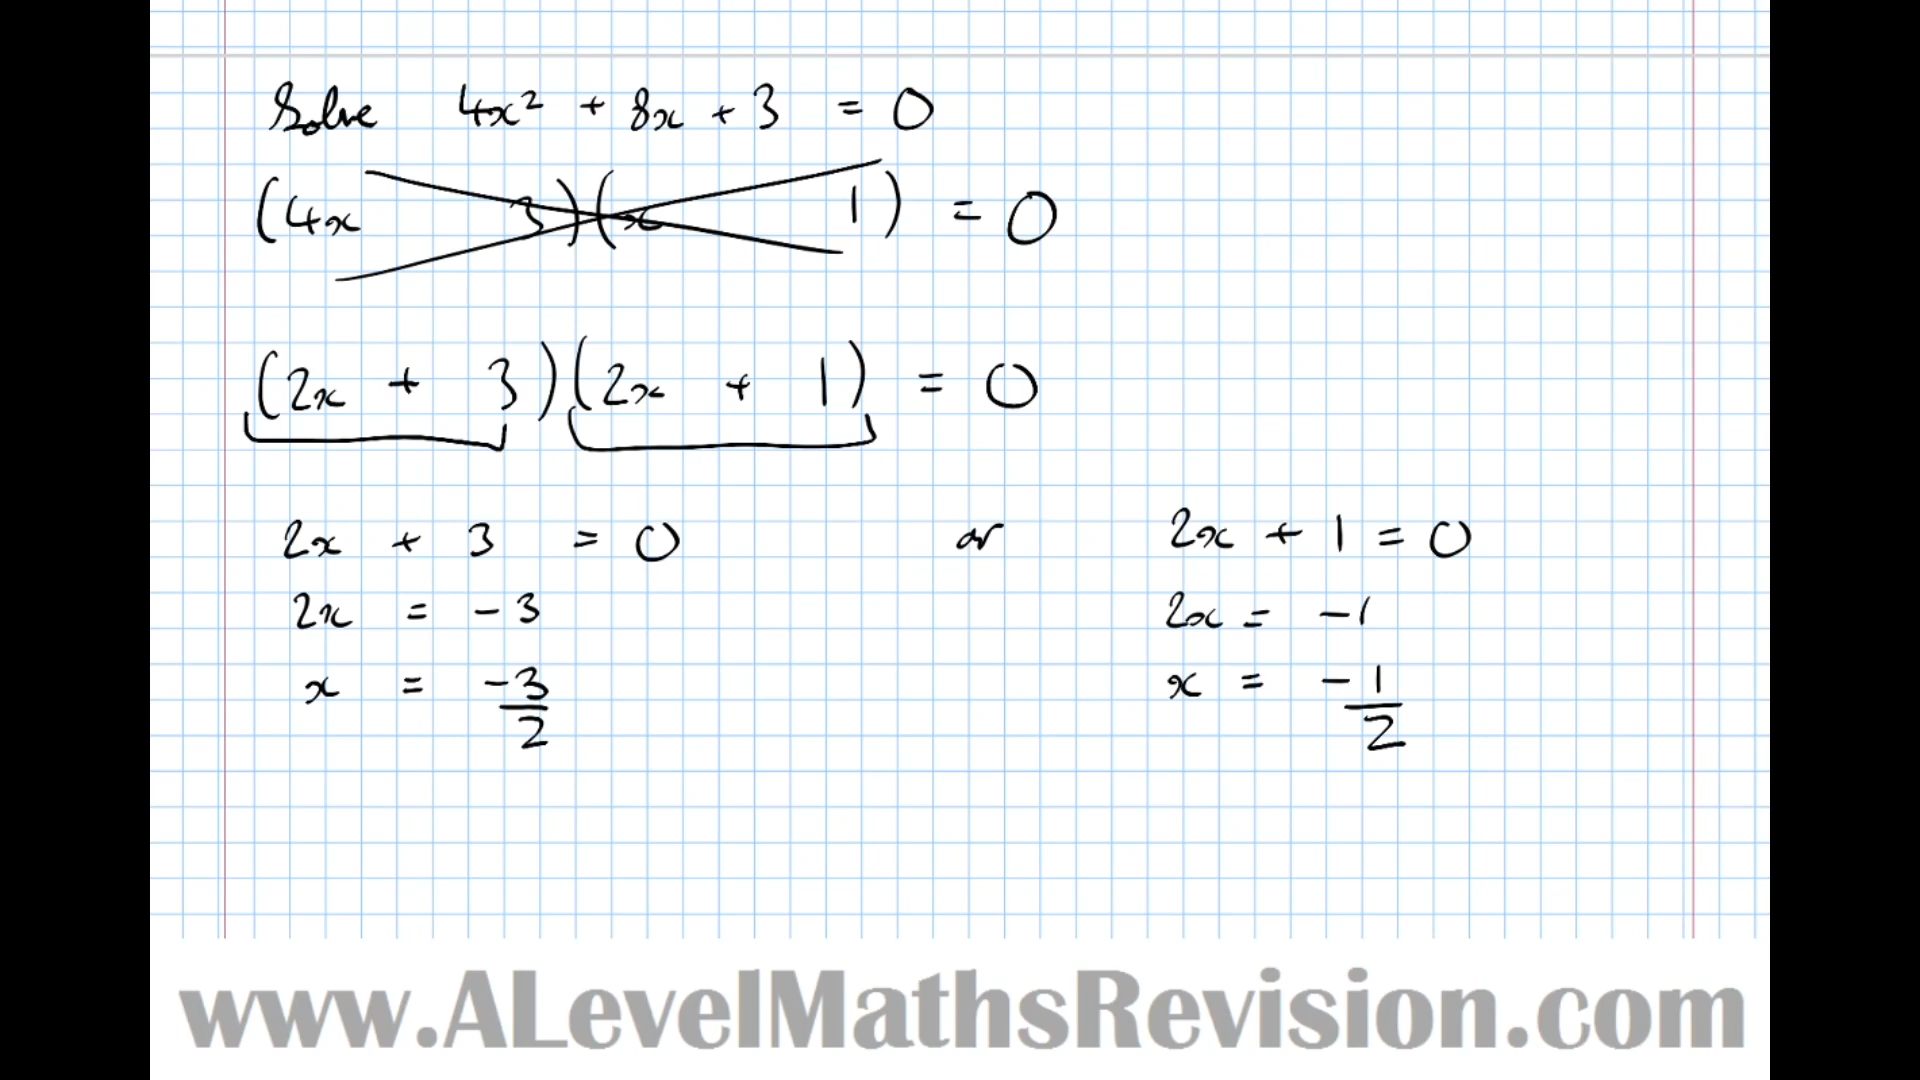 Solve 4x² + 8x + 3 = 0
(4x 3)(x 1) = 0
(2x + 3)(2x + 1) = 0
2x + 3 = 0 or 2x + 1 = 0
2x = -3 2x = -1
x = -3/2 x = -1/2
www.ALevelMathsRevision.com